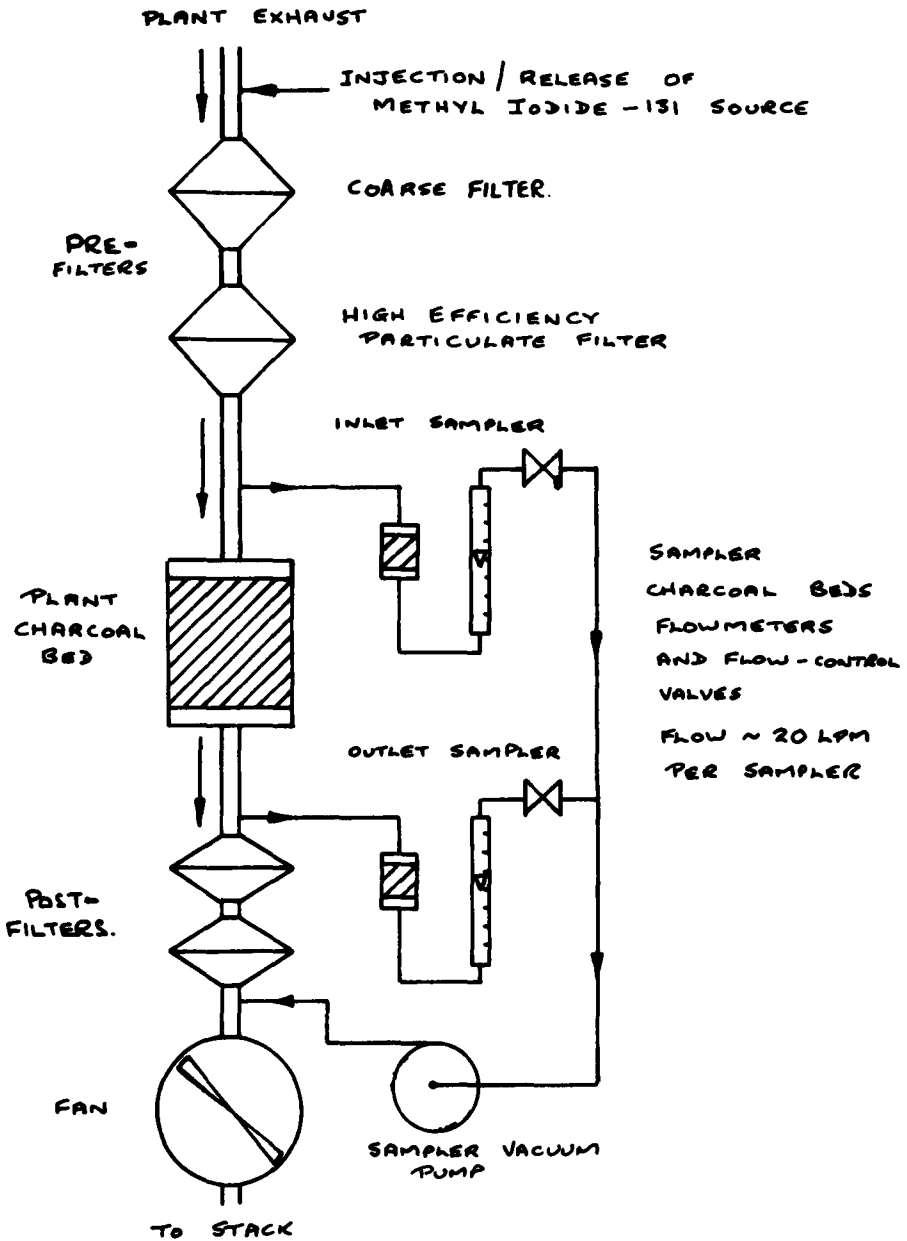 PLANT EXHAUST
INJECTION / RELEASE OF
METHYL IODIDE - 131 SOURCE
COARSE FILTER.
PRE-
FILTERS
HIGH EFFICIENCY
PARTICULATE FILTER
INLET SAMPLER
PLANT
CHARCOAL
BED
SAMPLER
CHARCOAL BEDS
FLOWMETERS
AND FLOW - CONTROL
VALVES
FLOW ~ 20 LPM
PER SAMPLER
OUTLET SAMPLER
POST-
FILTERS.
FAN
SAMPLER VACUUM
PUMP
TO STACK